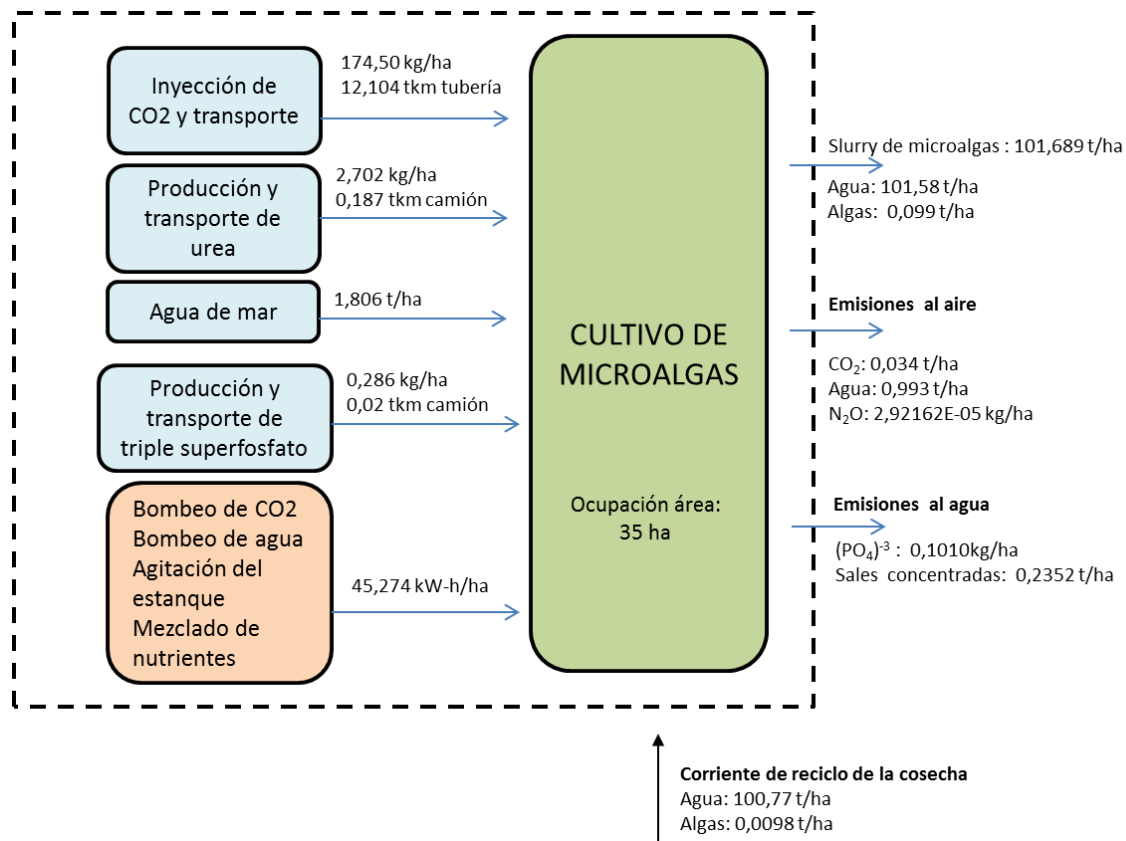 Inyección de
CO2 y transporte
174,50 kg/ha
12,104 tkm tubería
Producción y
transporte de
urea
2,702 kg/ha
0,187 tkm camión
Agua de mar
1,806 t/ha
Producción y
transporte de
triple superfosfato
0,286 kg/ha
0,02 tkm camión
Bombeo de CO2
Bombeo de agua
Agitación del
estanque
Mezclado de
nutrientes
45,274 kW-h/ha
CULTIVO DE
MICROALGAS
Ocupación área:
35 ha
Slurry de microalgas : 101,689 t/ha
Agua: 101,58 t/ha
Algas: 0,099 t/ha
Emisiones al aire
CO₂: 0,034 t/ha
Agua: 0,993 t/ha
N₂O: 2,92162E-05 kg/ha
Emisiones al agua
(PO₄)⁻³ : 0,1010kg/ha
Sales concentradas: 0,2352 t/ha
Corriente de reciclo de la cosecha
Agua: 100,77 t/ha
Algas: 0,0098 t/ha